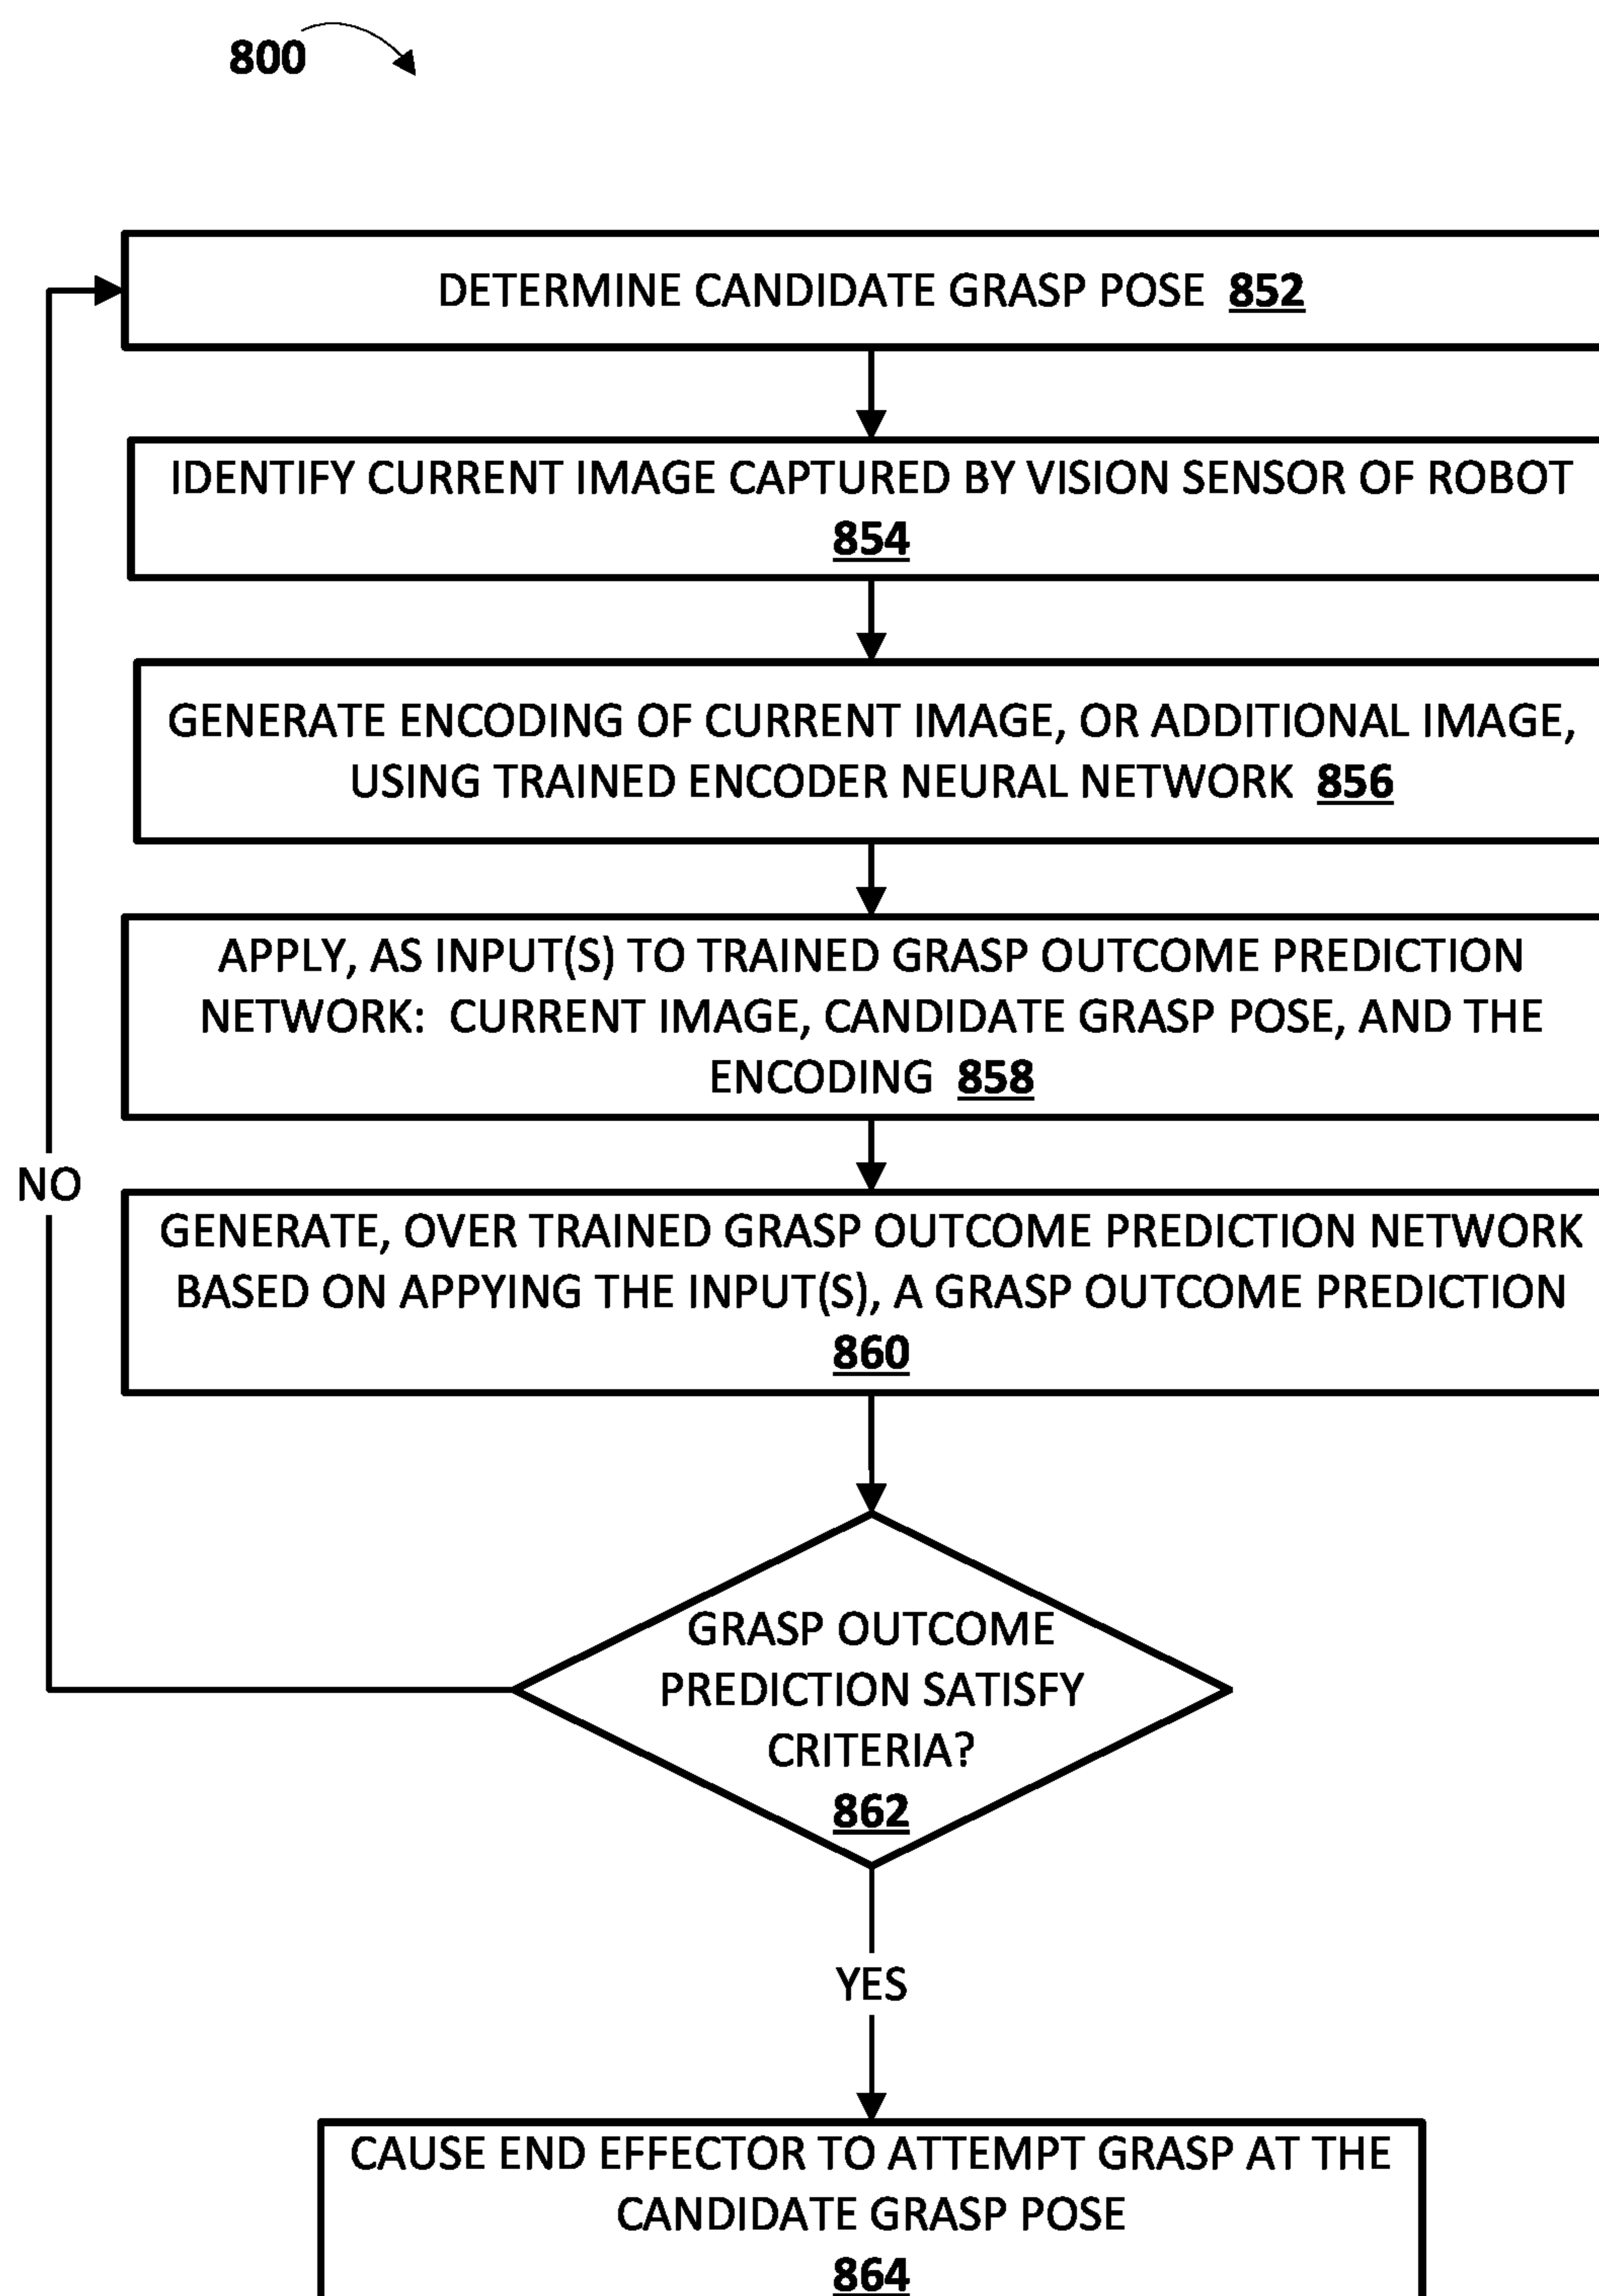 800
DETERMINE CANDIDATE GRASP POSE 852
IDENTIFY CURRENT IMAGE CAPTURED BY VISION SENSOR OF ROBOT
854
GENERATE ENCODING OF CURRENT IMAGE, OR ADDITIONAL IMAGE,
USING TRAINED ENCODER NEURAL NETWORK 856
APPLY, AS INPUT(S) TO TRAINED GRASP OUTCOME PREDICTION
NETWORK: CURRENT IMAGE, CANDIDATE GRASP POSE, AND THE
ENCODING 858
NO
GENERATE, OVER TRAINED GRASP OUTCOME PREDICTION NETWORK
BASED ON APPYING THE INPUT(S), A GRASP OUTCOME PREDICTION
860
GRASP OUTCOME
PREDICTION SATISFY
CRITERIA?
862
YES
CAUSE END EFFECTOR TO ATTEMPT GRASP AT THE
CANDIDATE GRASP POSE
864